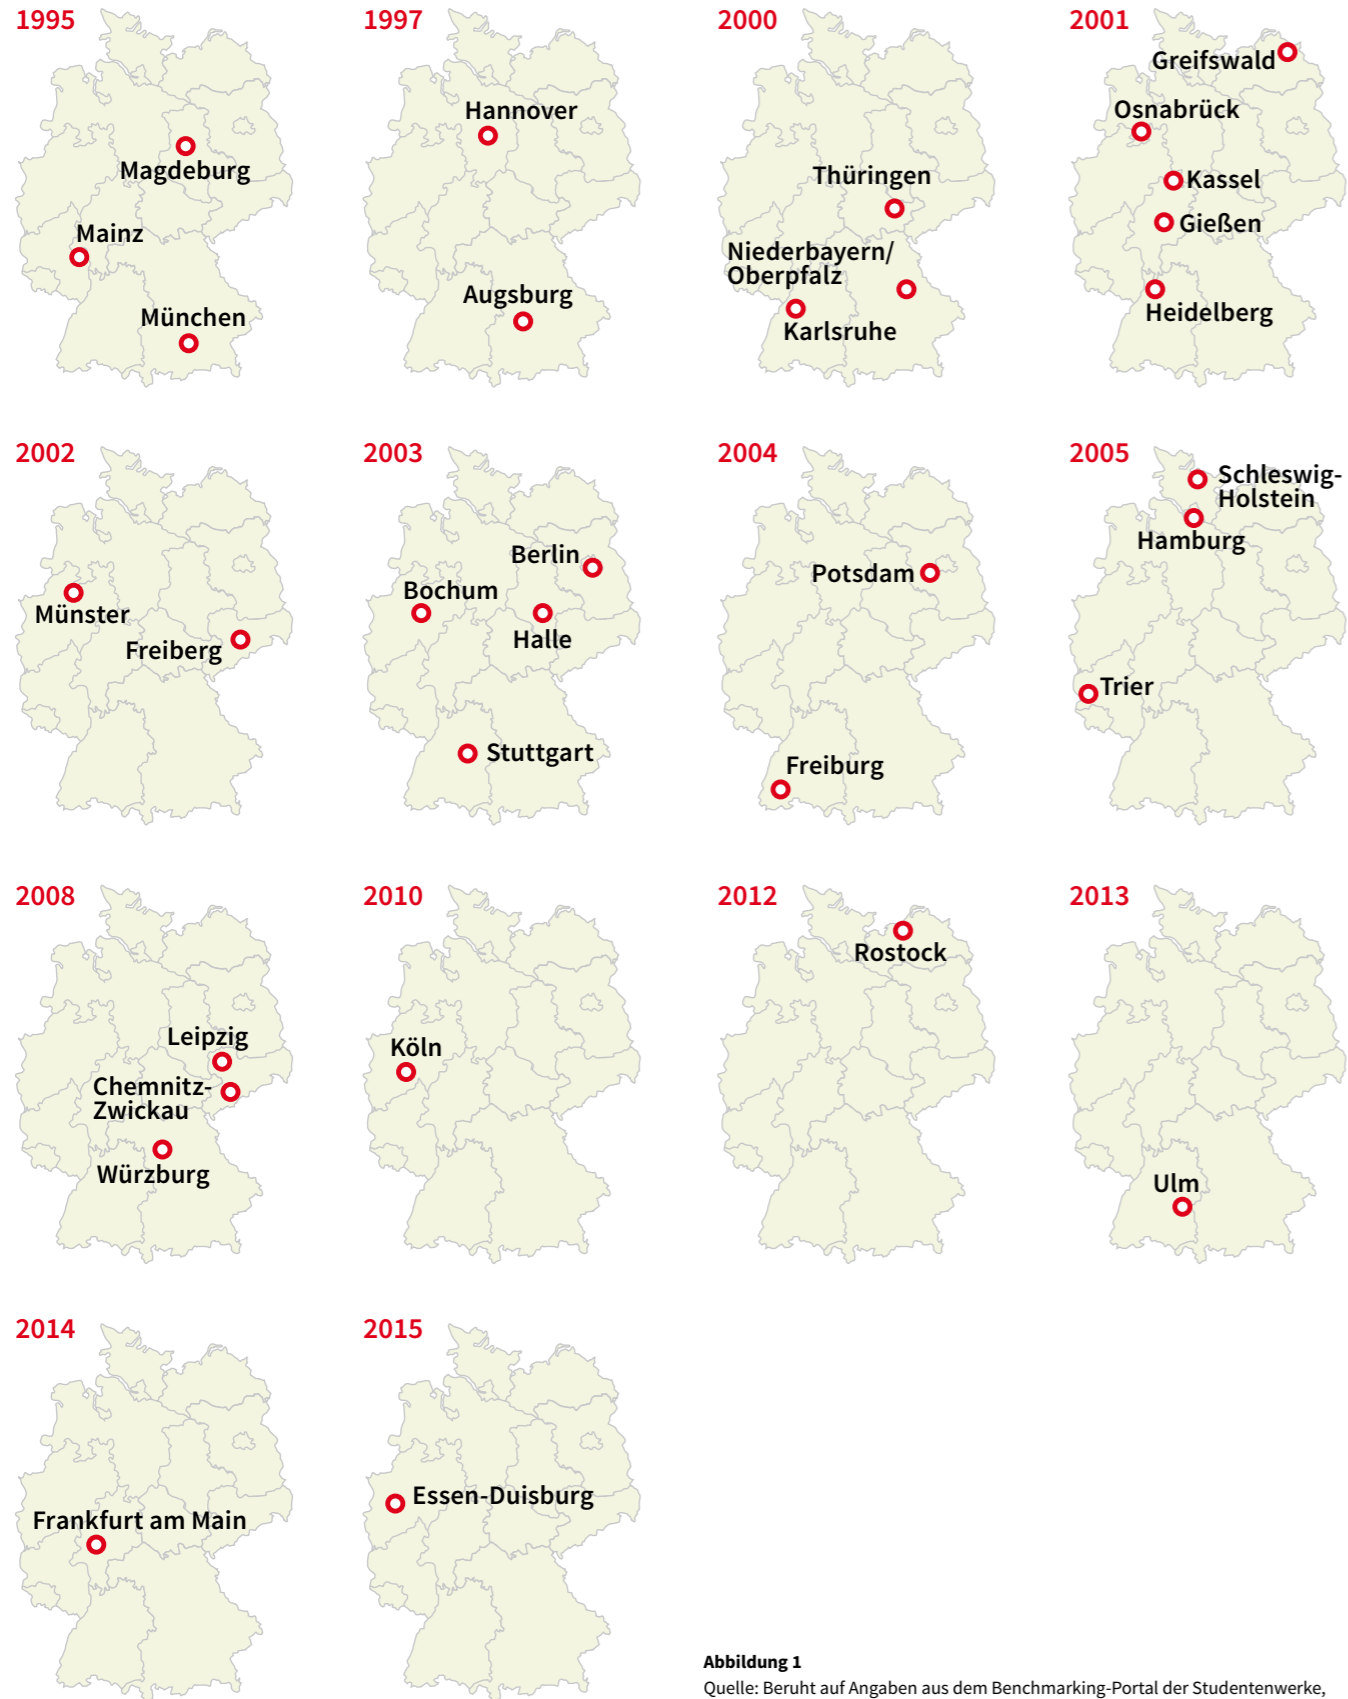 1995
Magdeburg
Mainz
München
1997
Hannover
Augsburg
2000
Thüringen
Niederbayern/
Oberpfalz
Karlsruhe
2001
Greifswald
Osnabrück
Kassel
Gießen
Heidelberg
2002
Münster
Freiberg
2003
Berlin
Bochum
Halle
Stuttgart
2004
Potsdam
Freiburg
2005
Schleswig-
Holstein
Hamburg
Trier
2008
Leipzig
Chemnitz-
Zwickau
Würzburg
2010
Köln
2012
Rostock
2013
Ulm
2014
Frankfurt am Main
2015
Essen-Duisburg
Abbildung 1
Quelle: Beruht auf Angaben aus dem Benchmarking-Portal der Studentenwerke,